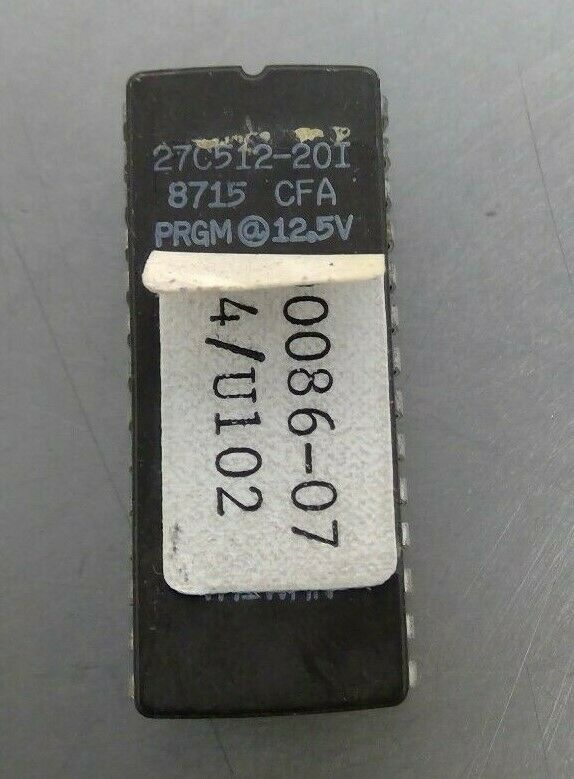 27C512-20I
8715 CFA
PRGM@12.5V
0086-07
4/U102